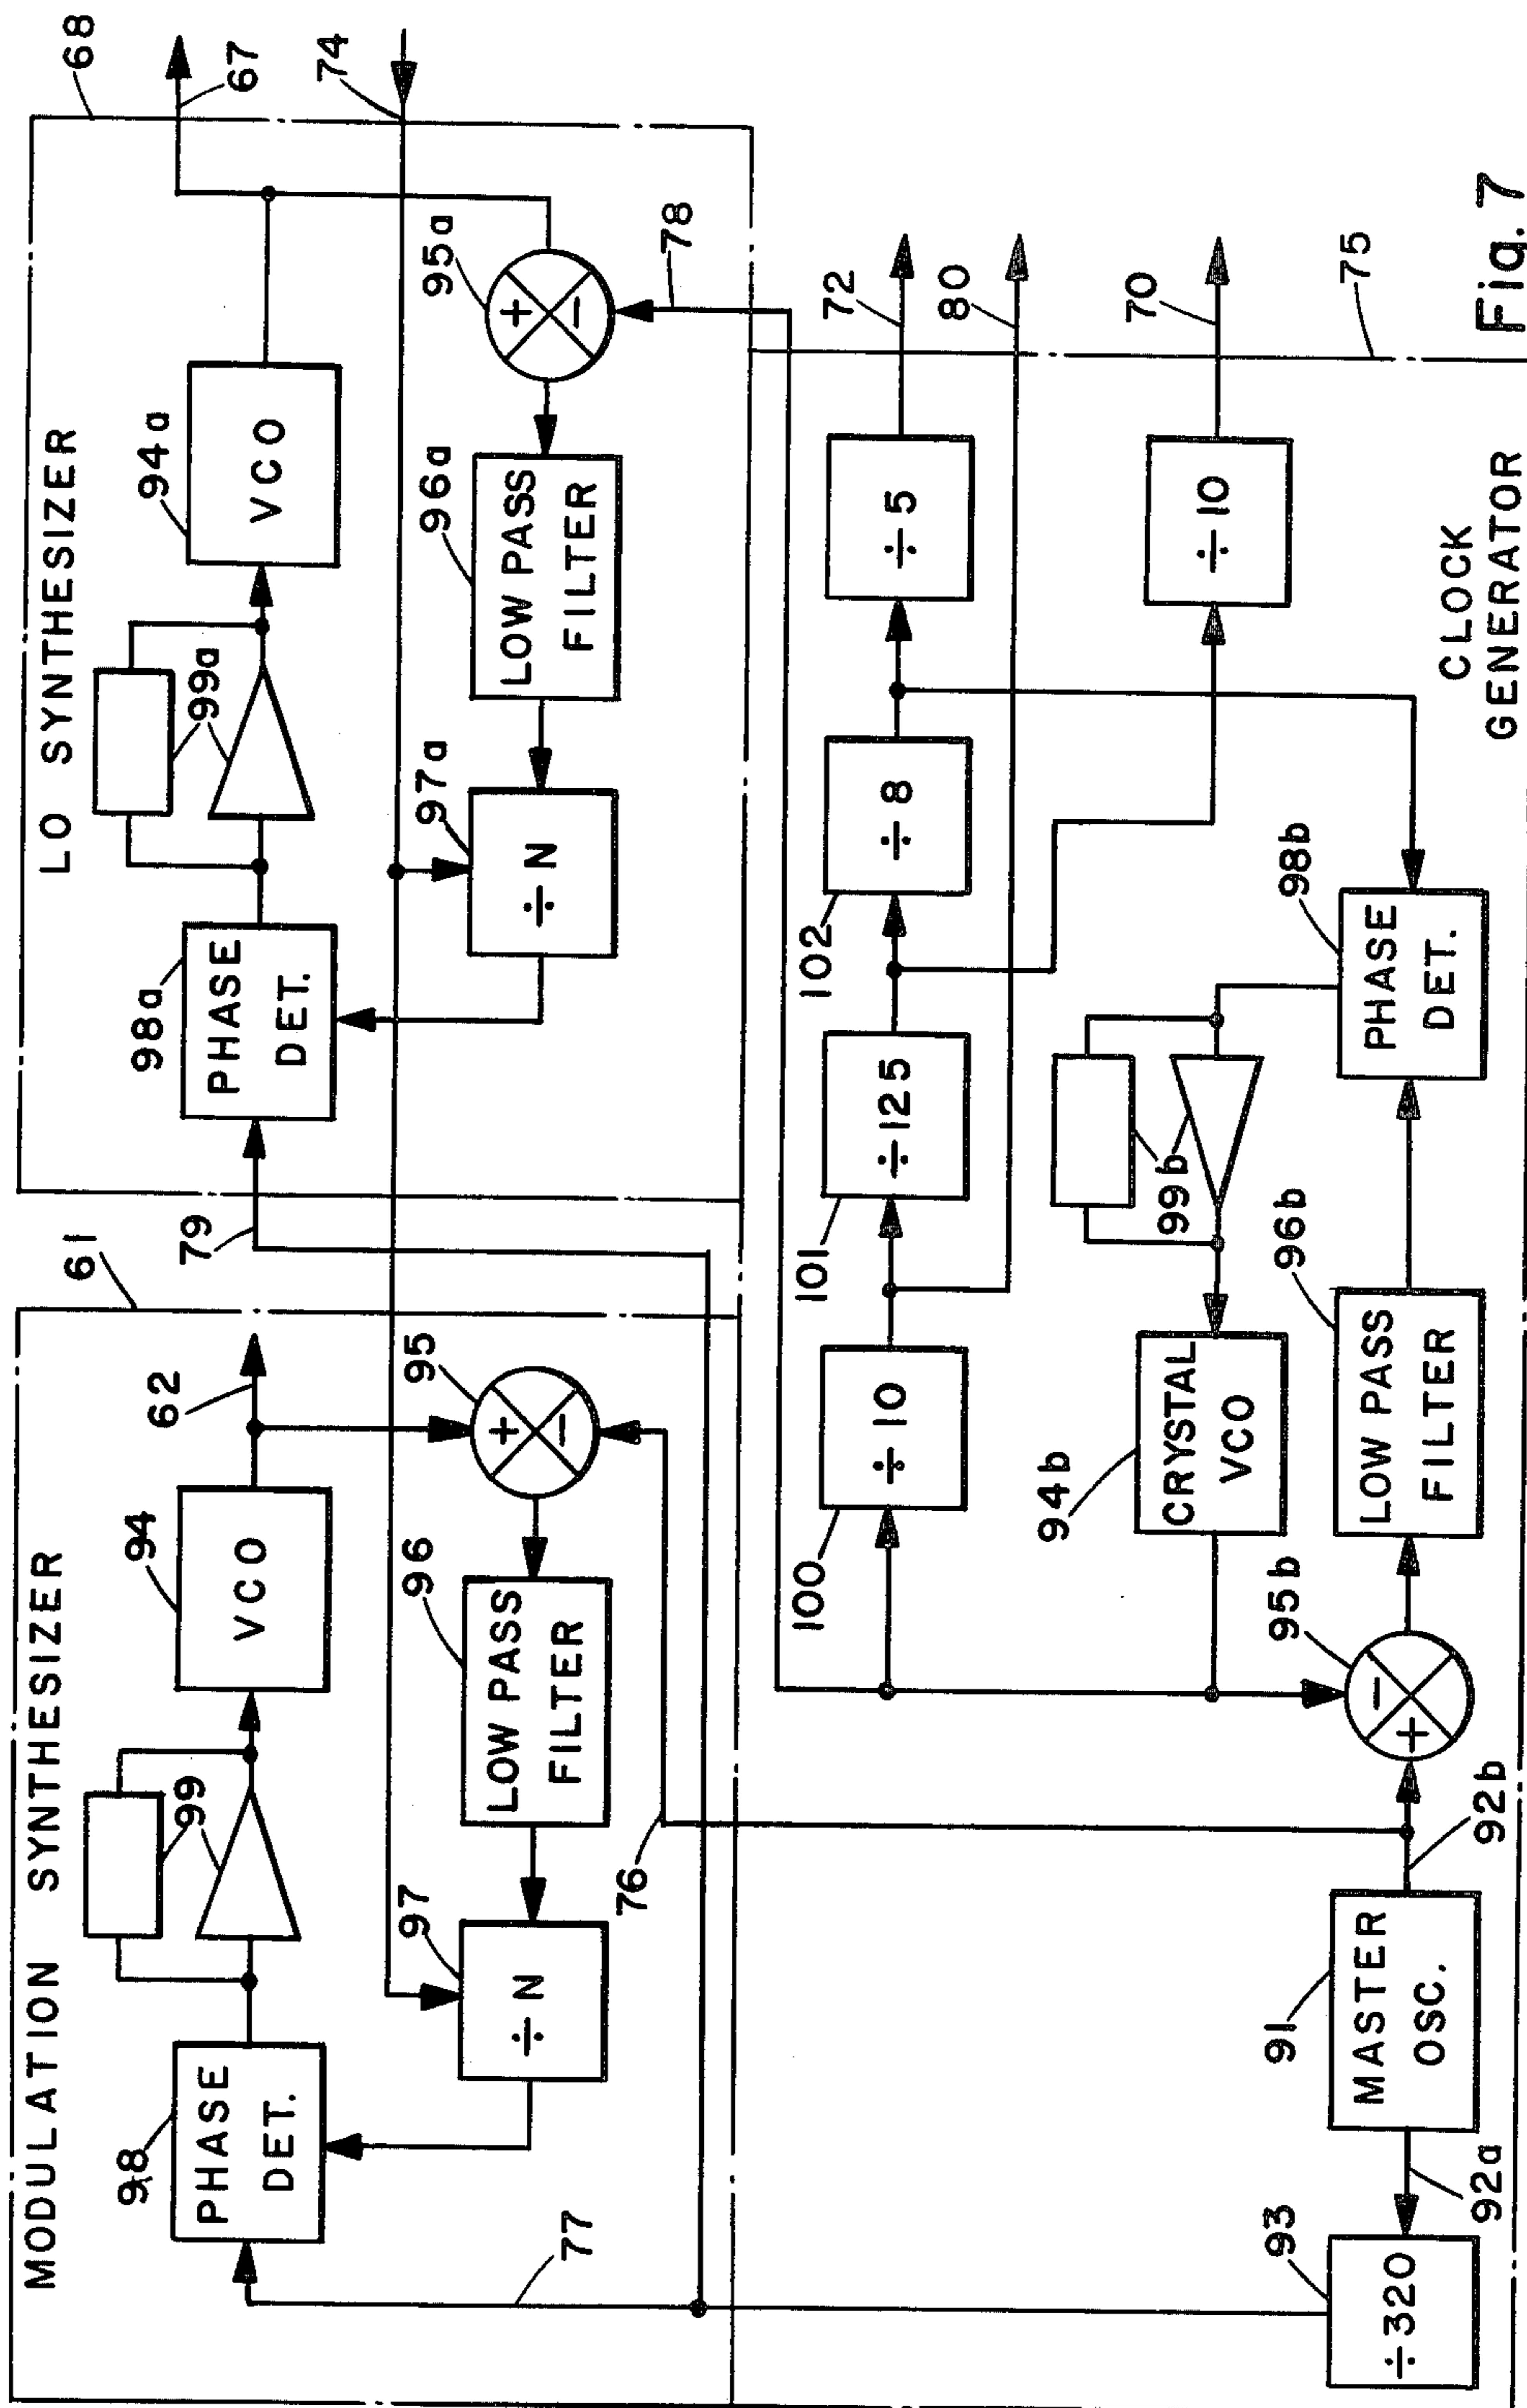 MODULATION SYNTHESIZER
61
98
PHASE
DET.
99
94
VCO
62
95
+
−
96
LOW PASS
FILTER
97
÷ N
77
76
79
LO SYNTHESIZER
68
98a
PHASE
DET.
99a
94a
VCO
67
74
95a
+
−
78
96a
LOW PASS
FILTER
97a
÷ N
100
÷ 10
101
÷125
102
÷ 8
÷ 5
72
80
÷ 10
70
75
94b
CRYSTAL
VCO
99b
98b
PHASE
DET.
96b
LOW PASS
FILTER
95b
−
+
92b
91
MASTER
OSC.
92a
93
÷320
CLOCK
GENERATOR
Fig. 7